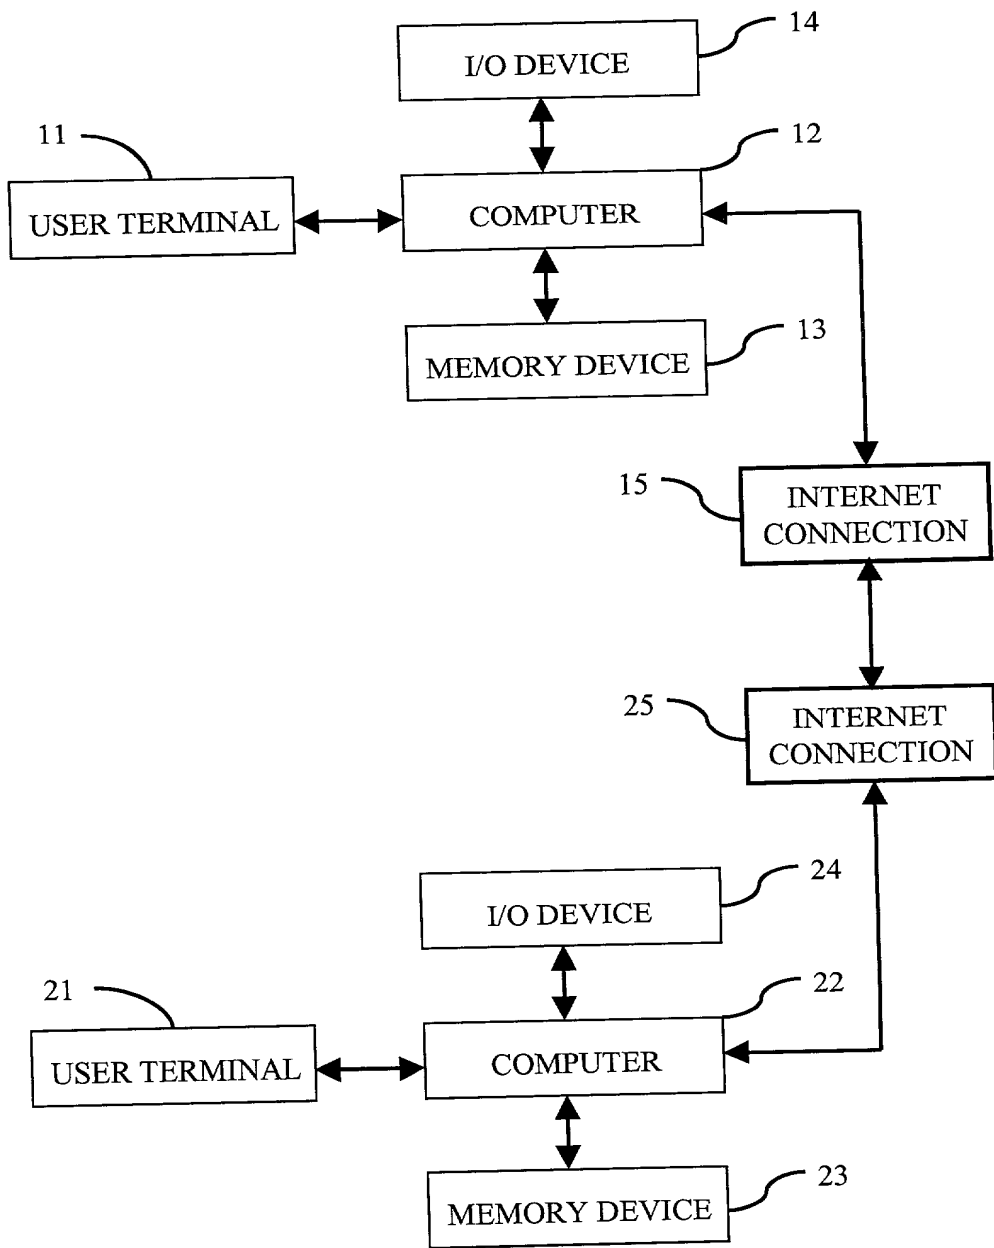 14
I/O DEVICE
11
12
USER TERMINAL
COMPUTER
13
MEMORY DEVICE
15
INTERNET
CONNECTION
25
INTERNET
CONNECTION
24
I/O DEVICE
21
22
USER TERMINAL
COMPUTER
23
MEMORY DEVICE